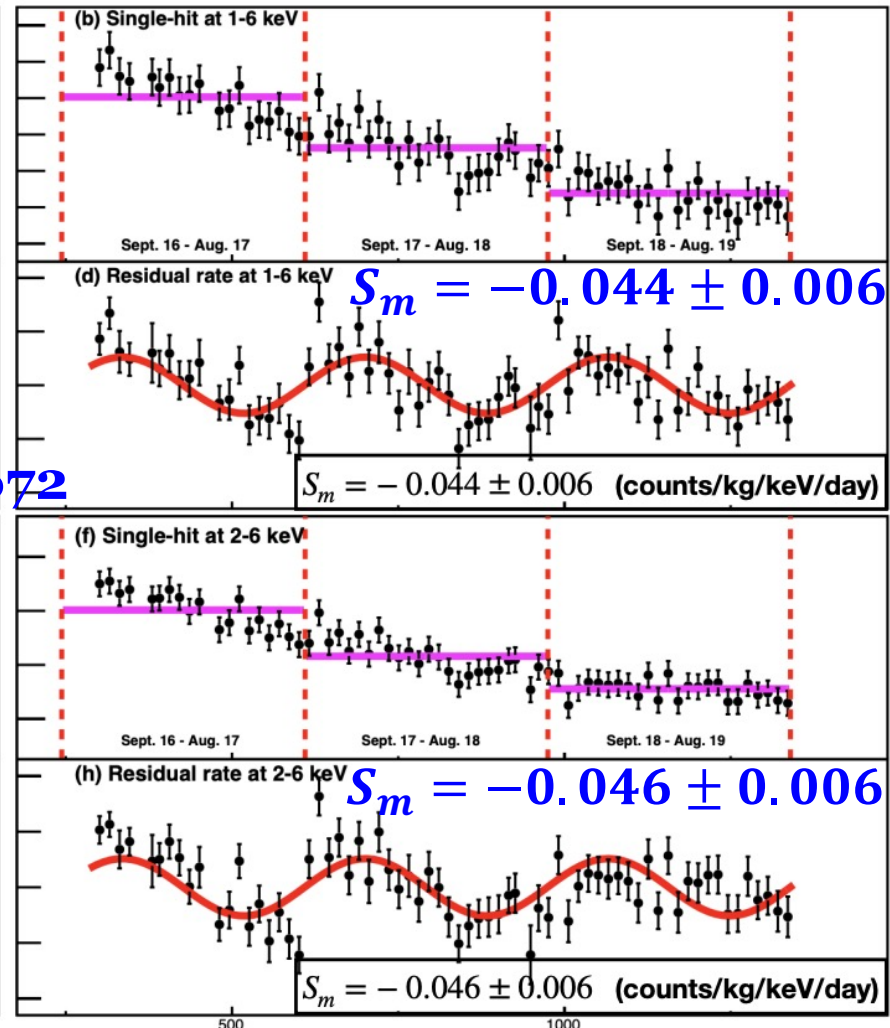 (b) Single-hit at 1-6 keV
Sept. 16 - Aug. 17
Sept. 17 - Aug. 18
Sept. 18 - Aug. 19
(d) Residual rate at 1-6 keV
S_m = −0.044 ± 0.006
72
S_m = − 0.044 ± 0.006 (counts/kg/keV/day)
(f) Single-hit at 2-6 keV
Sept. 16 - Aug. 17
Sept. 17 - Aug. 18
Sept. 18 - Aug. 19
(h) Residual rate at 2-6 keV
S_m = −0.046 ± 0.006
S_m = − 0.046 ± 0.006 (counts/kg/keV/day)
500
1000